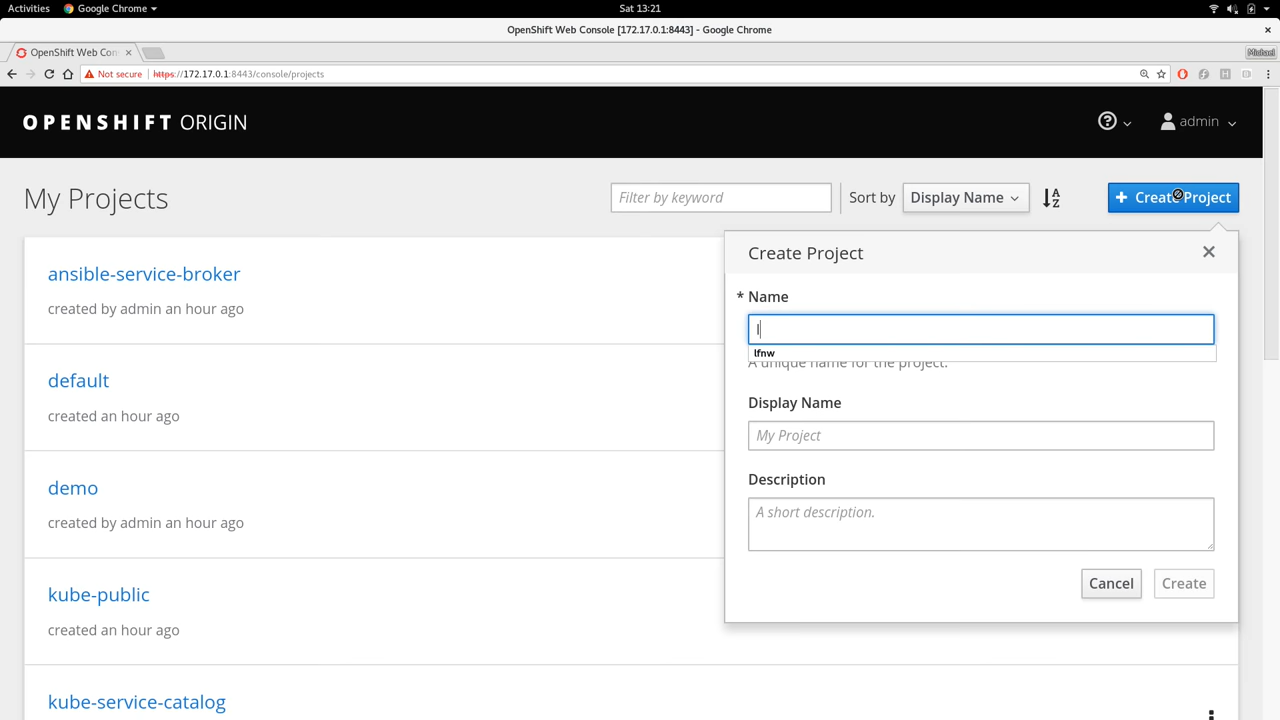 Activities Google Chrome Sat 13:21
OpenShift Web Console [172.17.0.1:8443] - Google Chrome
OpenShift Web Con
Michael
Not secure https://172.17.0.1:8443/console/projects
OPENSHIFT ORIGIN
admin
My Projects
Filter by keyword
Sort by
Display Name
Create Project
ansible-service-broker
created by admin an hour ago
default
created an hour ago
demo
created by admin an hour ago
kube-public
created an hour ago
kube-service-catalog
Create Project
* Name
l
lfnw
A unique name for the project.
Display Name
My Project
Description
A short description.
Cancel
Create